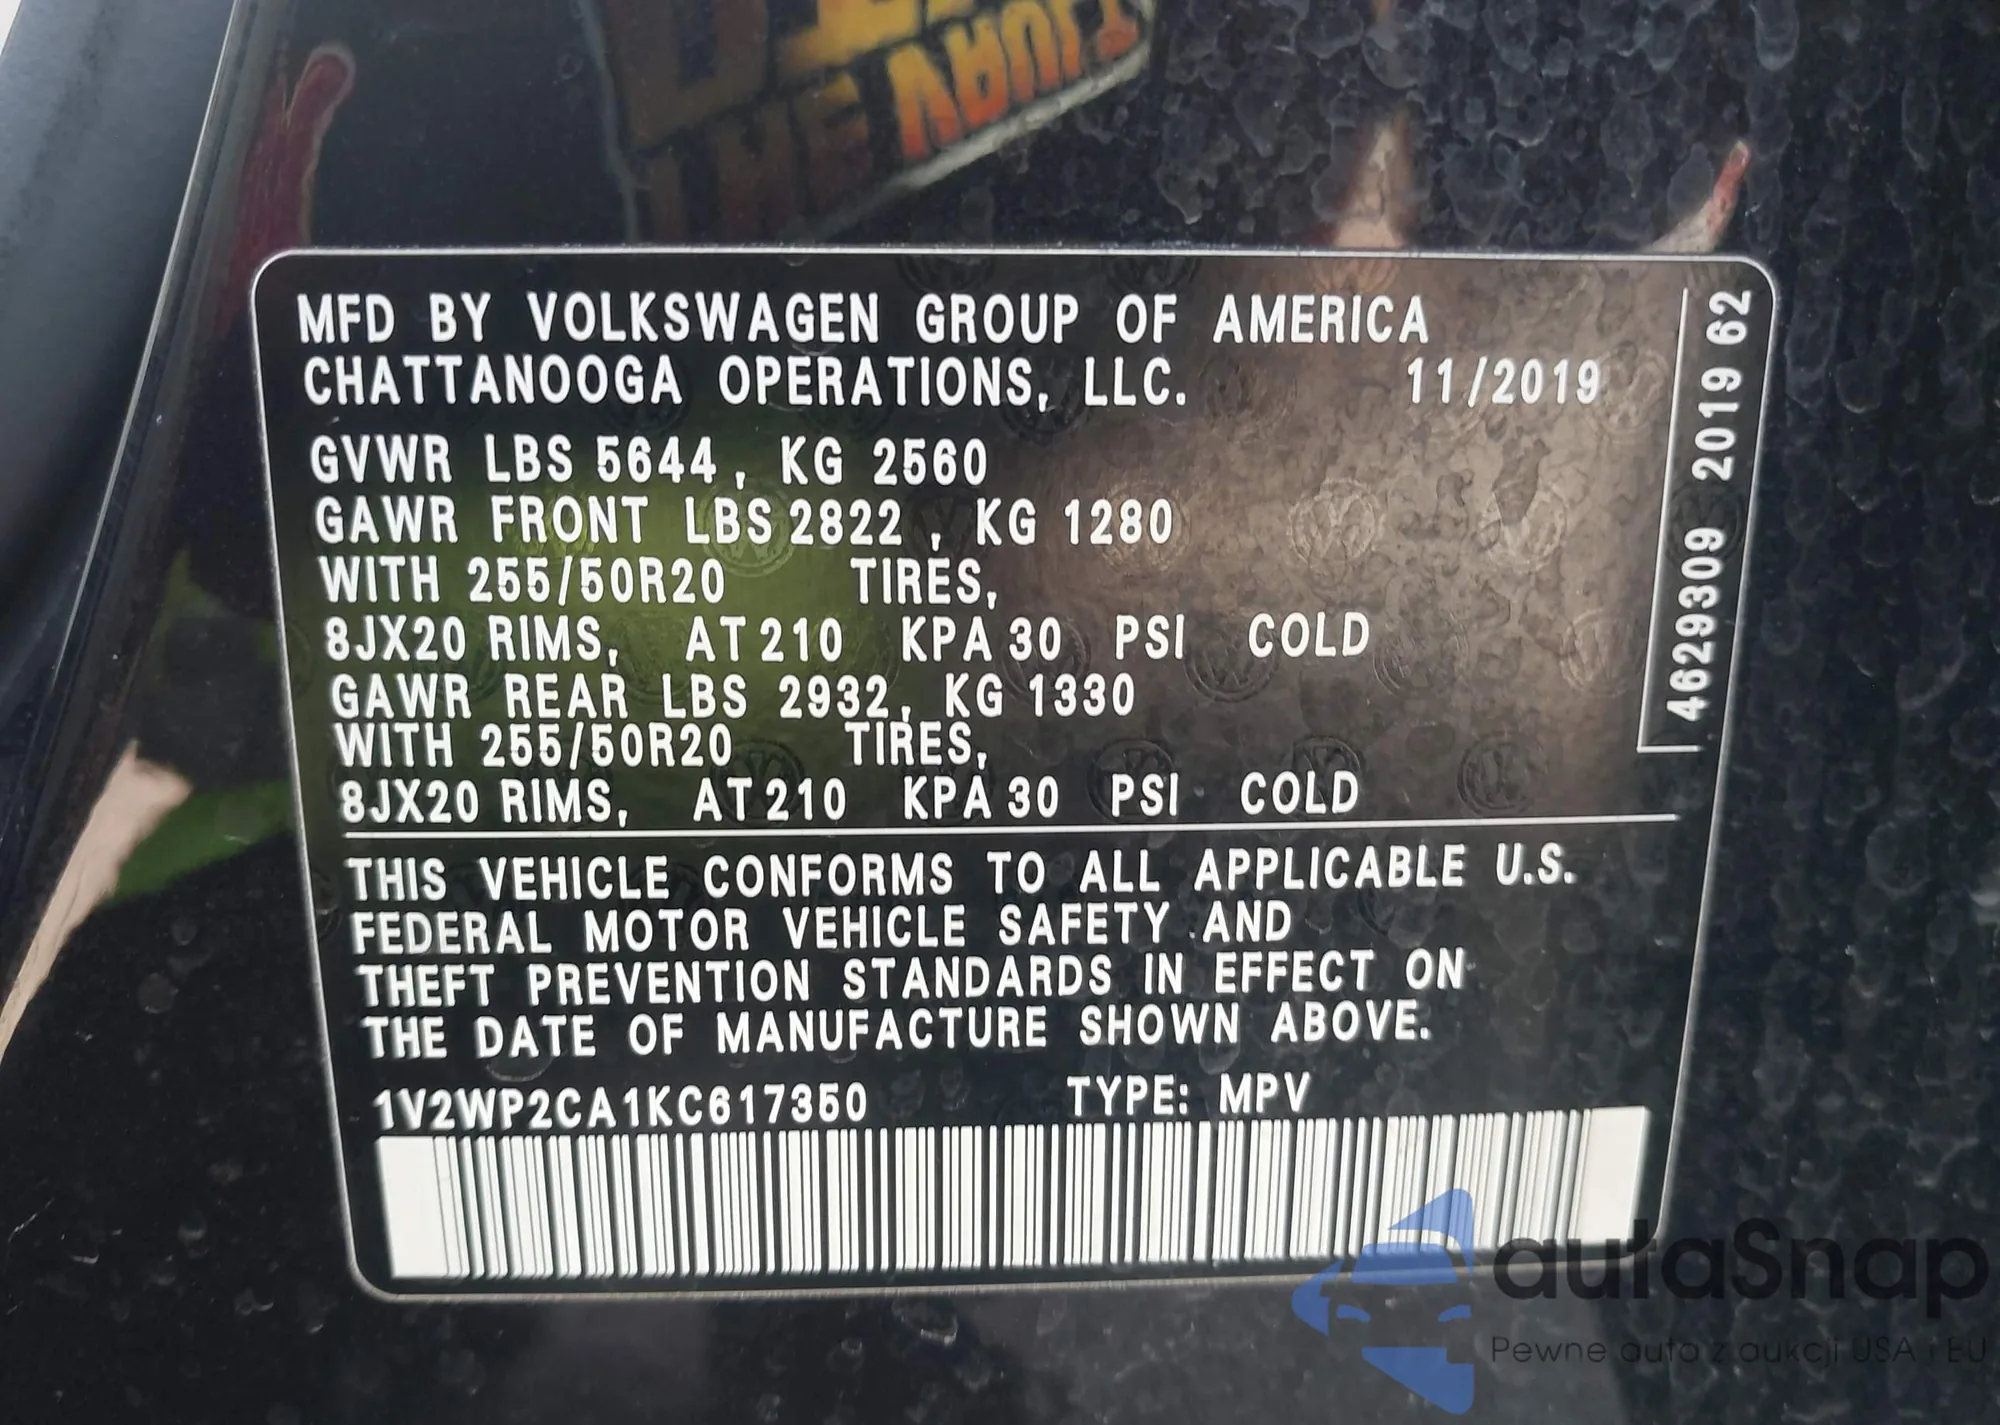 MFD BY VOLKSWAGEN GROUP OF AMERICA
CHATTANOOGA OPERATIONS, LLC. 11/2019
GVWR LBS 5644, KG 2560
GAWR FRONT LBS 2822, KG 1280
WITH 255/50R20 TIRES,
8JX20 RIMS, AT 210 KPA 30 PSI COLD
GAWR REAR LBS 2932, KG 1330
WITH 255/50R20 TIRES,
8JX20 RIMS, AT 210 KPA 30 PSI COLD
THIS VEHICLE CONFORMS TO ALL APPLICABLE U.S.
FEDERAL MOTOR VEHICLE SAFETY AND
THEFT PREVENTION STANDARDS IN EFFECT ON
THE DATE OF MANUFACTURE SHOWN ABOVE.
1V2WP2CA1KC617350 TYPE: MPV
4629309 2019 62
autaSnap
Pewne auta z aukcji USA i EU